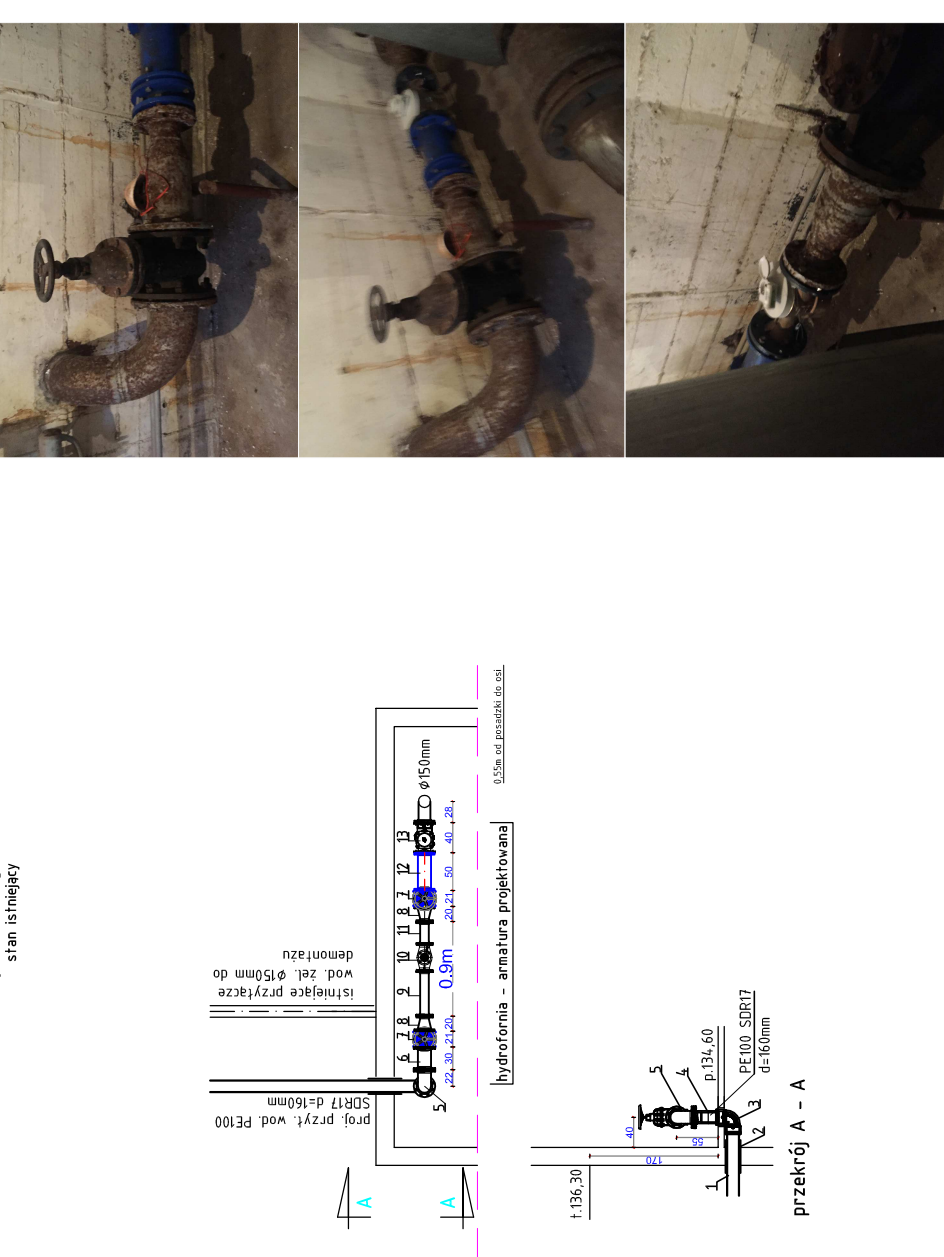 stan istniejący
istniejące przyłącze
wod. żel. Ø150mm do
demontażu
proj. przył. wod. PE100
SDR17 d=160mm
5
6
7
8
9
10
11
8
7
12
13
Ø150mm
22
30
21
20
0.9m
20
21
50
40
28
0,55m od posadzki do osi
hydrofornia - armatura projektowana
A
A
t.136,30
170
55
40
1
2
3
4
5
p.134,60
PE100 SDR17
d=160mm
przekrój A - A